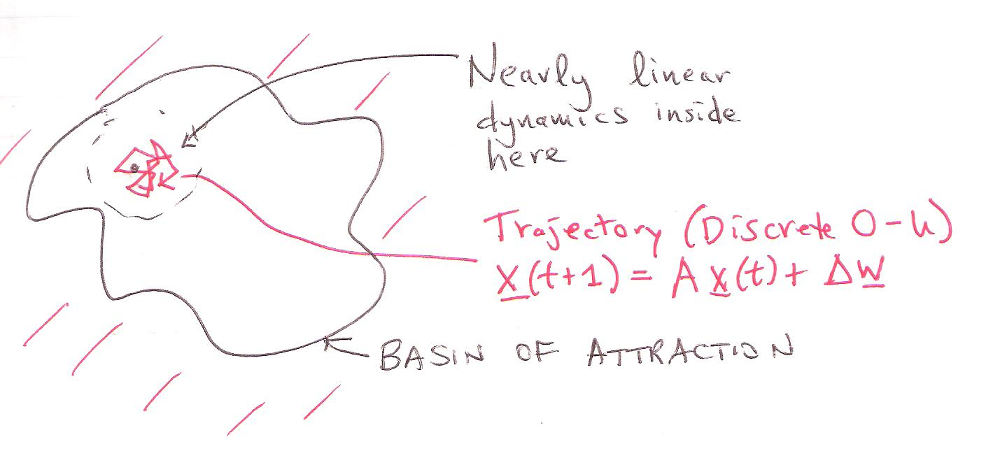 Nearly linear
dynamics inside
here
Trajectory (Discrete O-U)
X(t+1) = A x(t) + Δw
BASIN OF ATTRACTION